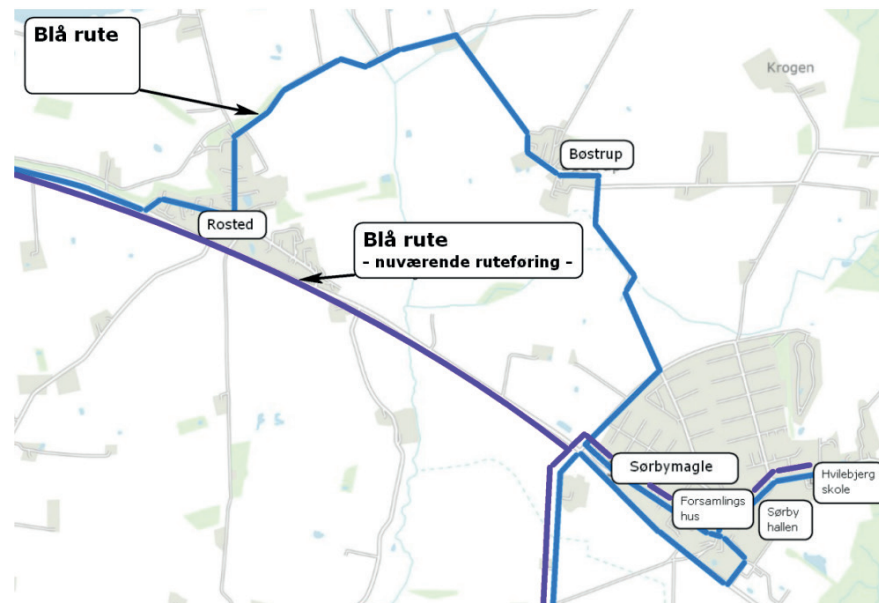 Blå rute
Krogen
Bøstrup
Rosted
Blå rute
- nuværende ruteføring -
Sørbymagle
Forsamlings
hus
Sørby
hallen
Hvilebjerg
skole